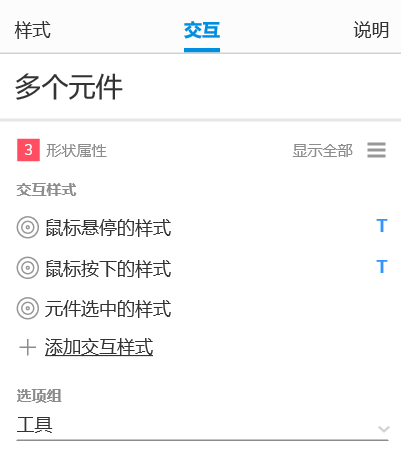 样式 交互 说明
多个元件
3 形状属性 显示全部
交互样式
鼠标悬停的样式 T
鼠标按下的样式 T
元件选中的样式
添加交互样式
选项组
工具